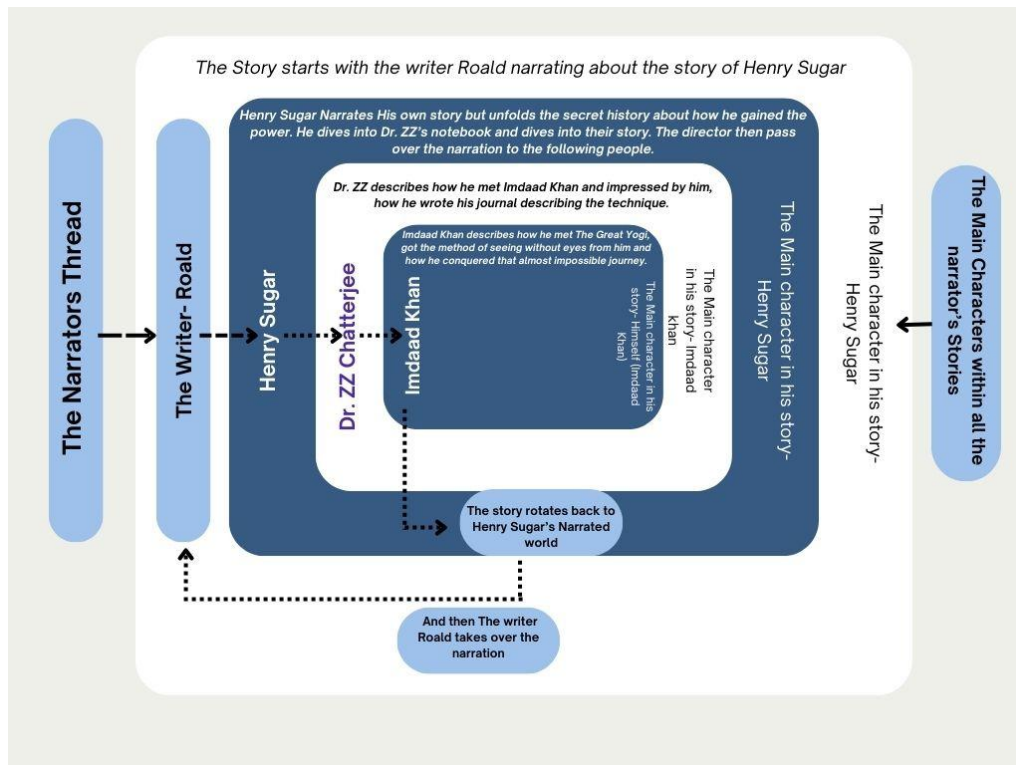 The Story starts with the writer Roald narrating about the story of Henry Sugar
Henry Sugar Narrates His own story but unfolds the secret history about how he gained the
power. He dives into Dr. ZZ's notebook and dives into their story. The director then pass
over the narration to the following people.
Dr. ZZ describes how he met Imdaad Khan and impressed by him,
how he wrote his journal describing the technique.
Imdaad Khan describes how he met The Great Yogi,
got the method of seeing without eyes from him and
how he conquered that almost impossible journey.
The Narrators Thread
The Writer- Roald
Henry Sugar
Dr. ZZ Chatterjee
Imdaad Khan
The Main character in his
story- Himself (Imdaad
Khan)
The Main character
in his story- Imdaad
khan
The Main character in his story-
Henry Sugar
The Main character in his story-
Henry Sugar
The Main Characters within all the
narrator's Stories
The story rotates back to
Henry Sugar's Narrated
world
And then The writer
Roald takes over the
narration